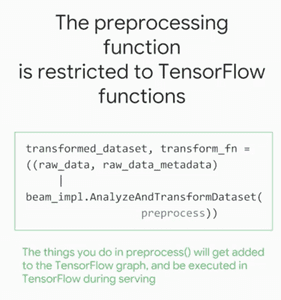 The preprocessing
function
is restricted to TensorFlow
functions
transformed_dataset, transform_fn =
((raw_data, raw_data_metadata)
|
beam_impl.AnalyzeAndTransformDataset(
preprocess))
The things you do in preprocess() will get added
to the TensorFlow graph, and be executed in
TensorFlow during serving